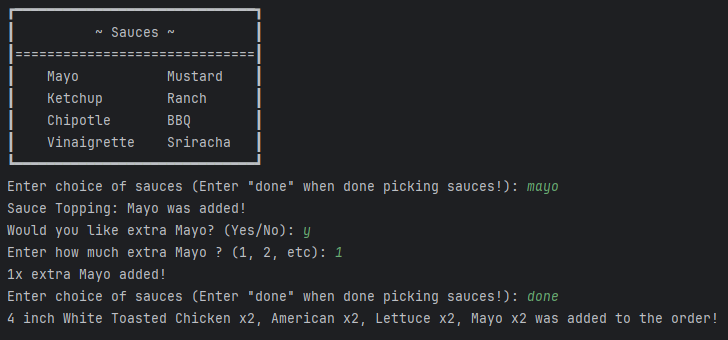 ~ Sauces ~
==============================
Mayo Mustard
Ketchup Ranch
Chipotle BBQ
Vinaigrette Sriracha
Enter choice of sauces (Enter "done" when done picking sauces!): mayo
Sauce Topping: Mayo was added!
Would you like extra Mayo? (Yes/No): y
Enter how much extra Mayo ? (1, 2, etc): 1
1x extra Mayo added!
Enter choice of sauces (Enter "done" when done picking sauces!): done
4 inch White Toasted Chicken x2, American x2, Lettuce x2, Mayo x2 was added to the order!